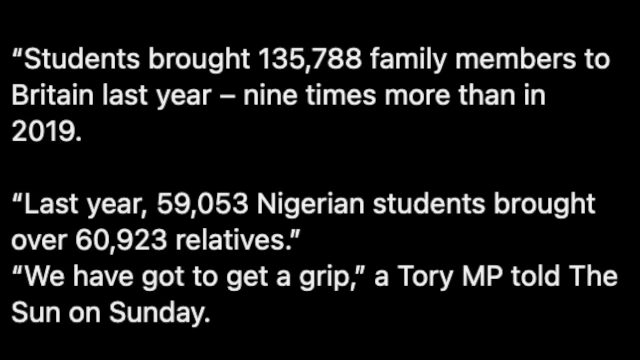 “Students brought 135,788 family members to
Britain last year – nine times more than in
2019.
“Last year, 59,053 Nigerian students brought
over 60,923 relatives.”
“We have got to get a grip,” a Tory MP told The
Sun on Sunday.